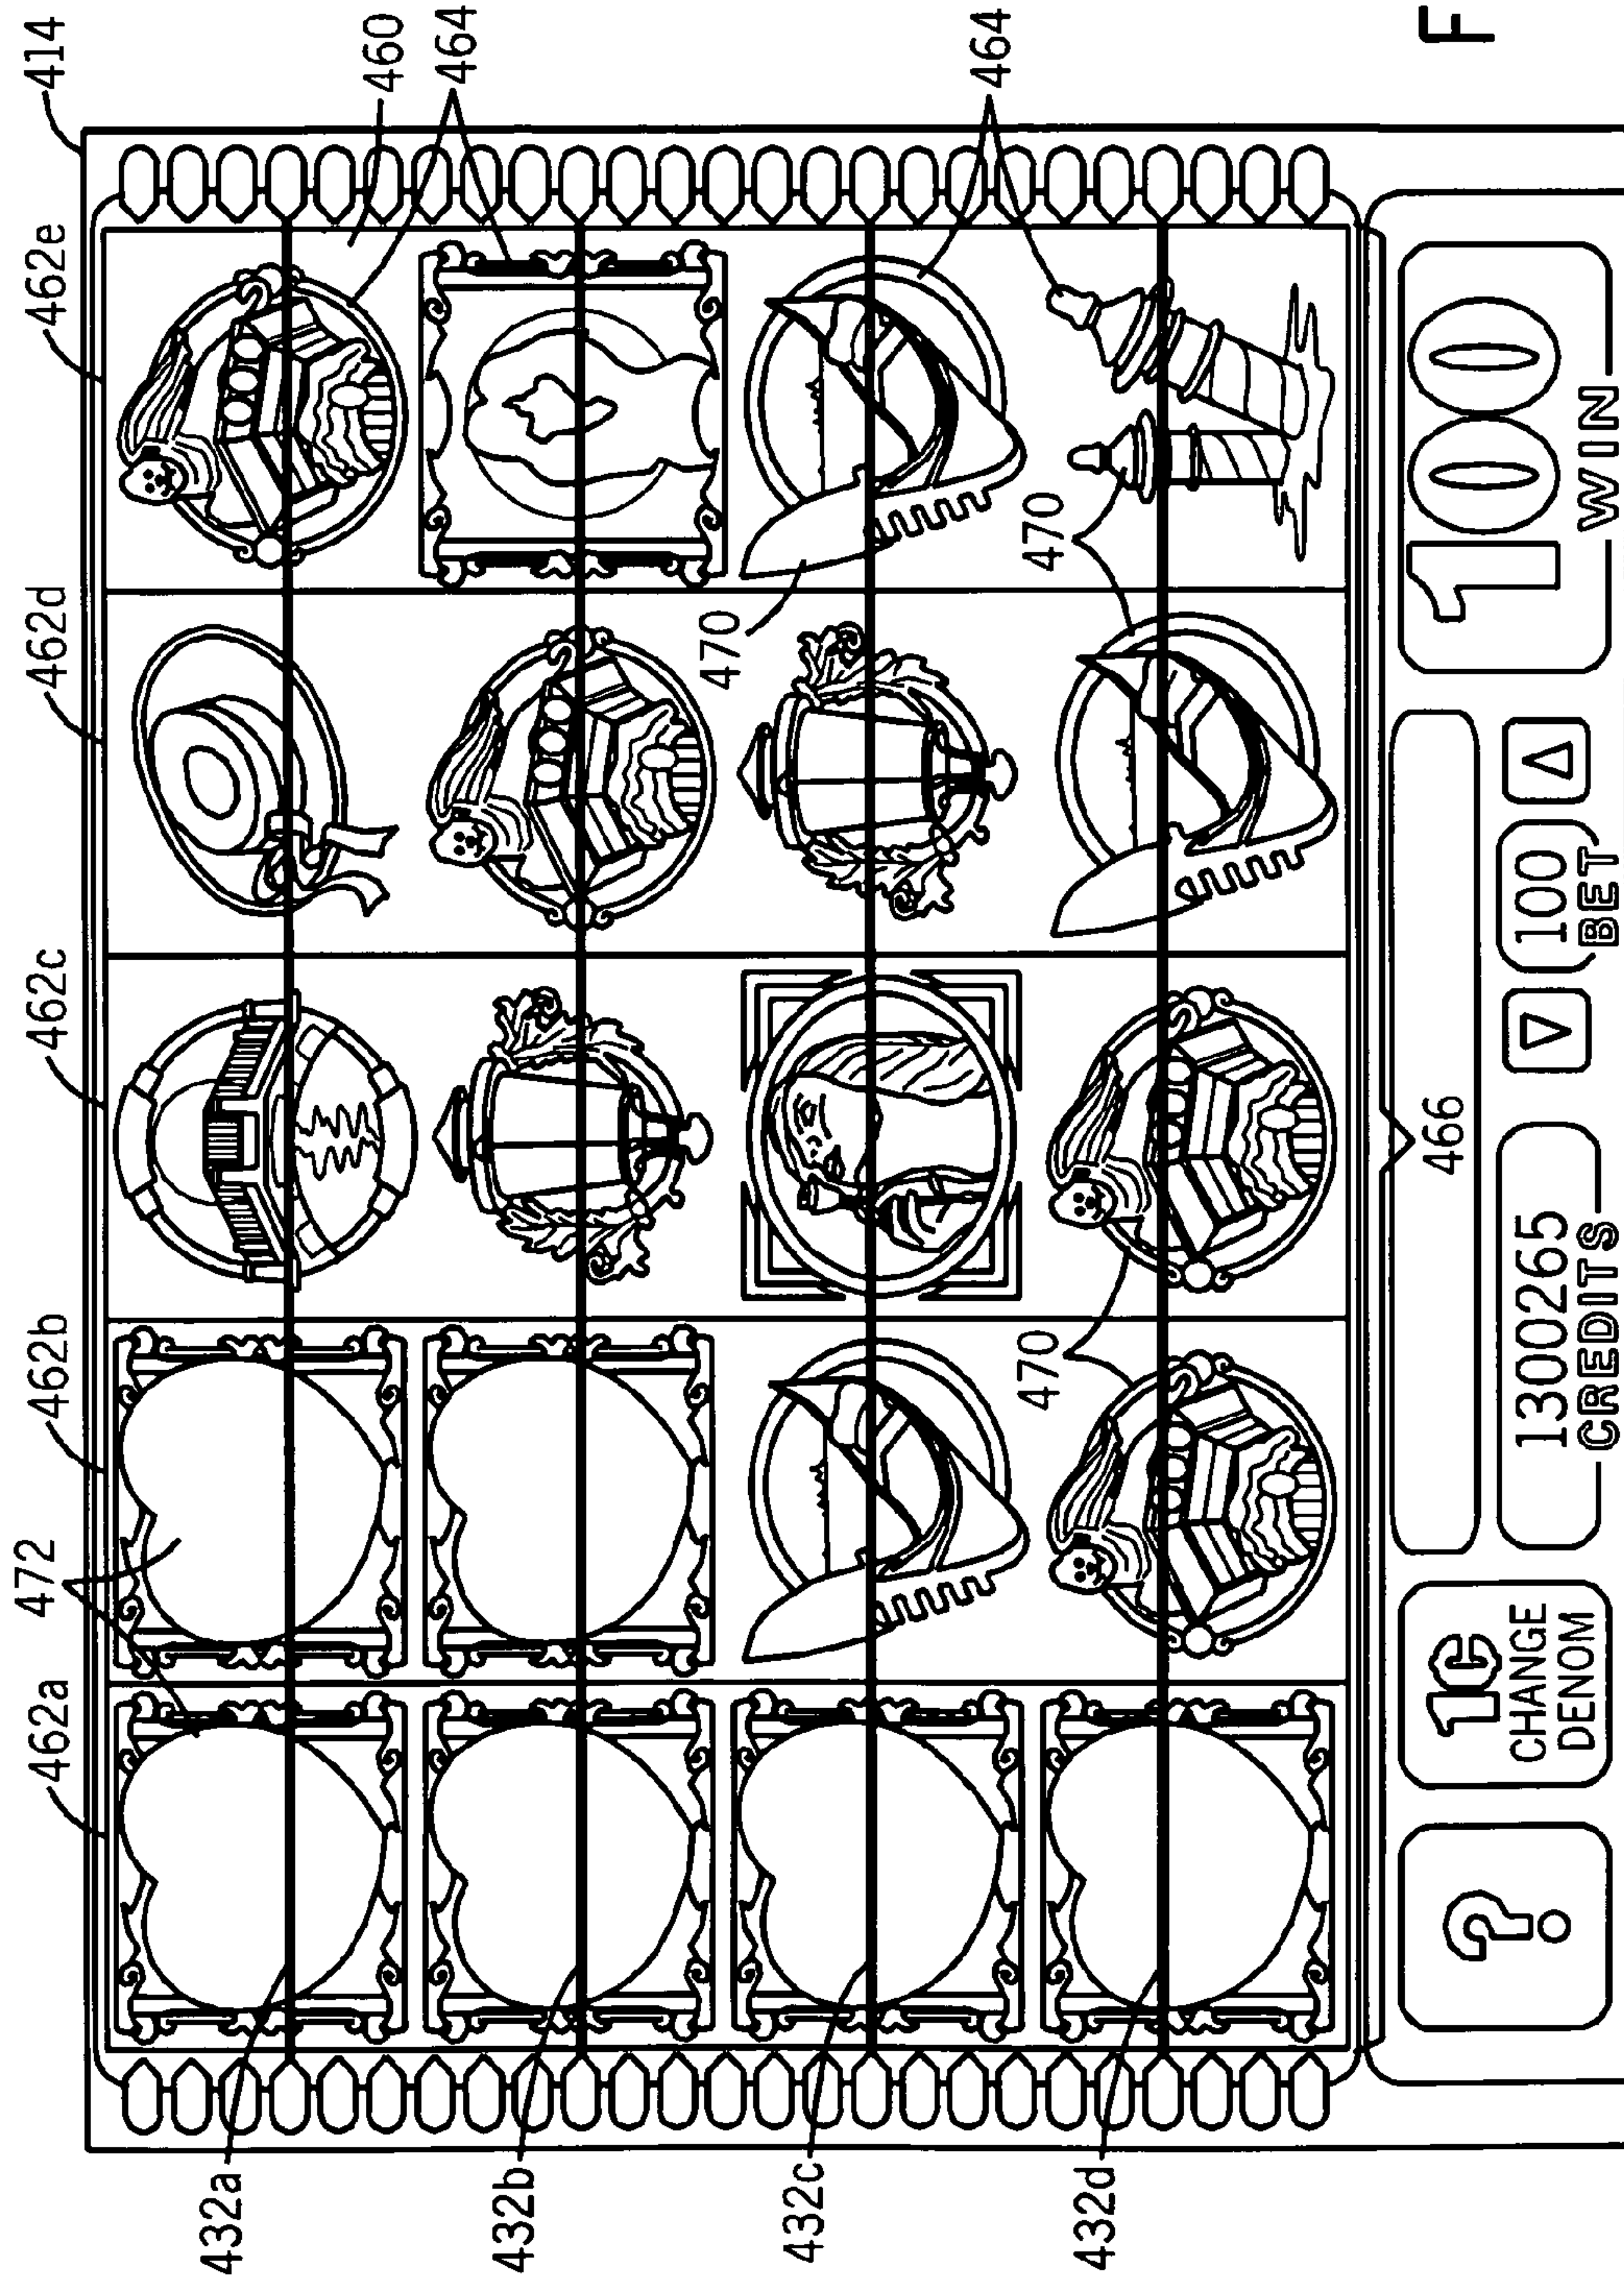 414
462a
462b
462c
462d
462e
472
460
464
464
432a
432b
432c
432d
470
470
470
466
?
1¢
CHANGE
DENOM
1300265
CREDITS
100
BET
100
WIN
F